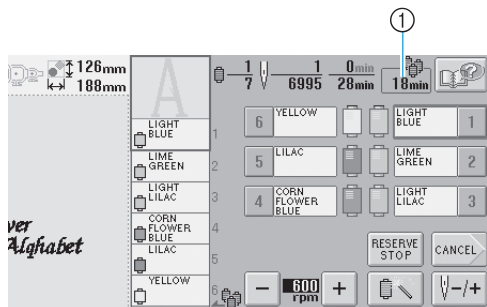 1
126mm
188mm
1
7
1
6995
0min
28min
18min
A
LIGHT
BLUE
1
LIME
GREEN
2
LIGHT
LILAC
3
CORN
FLOWER
BLUE
4
LILAC
5
YELLOW
6
6
YELLOW
LIGHT
BLUE
1
5
LILAC
LIME
GREEN
2
4
CORN
FLOWER
BLUE
LIGHT
LILAC
3
ver
Alqhabet
RESERVE
STOP
CANCEL
−
600
rpm
+
−/+